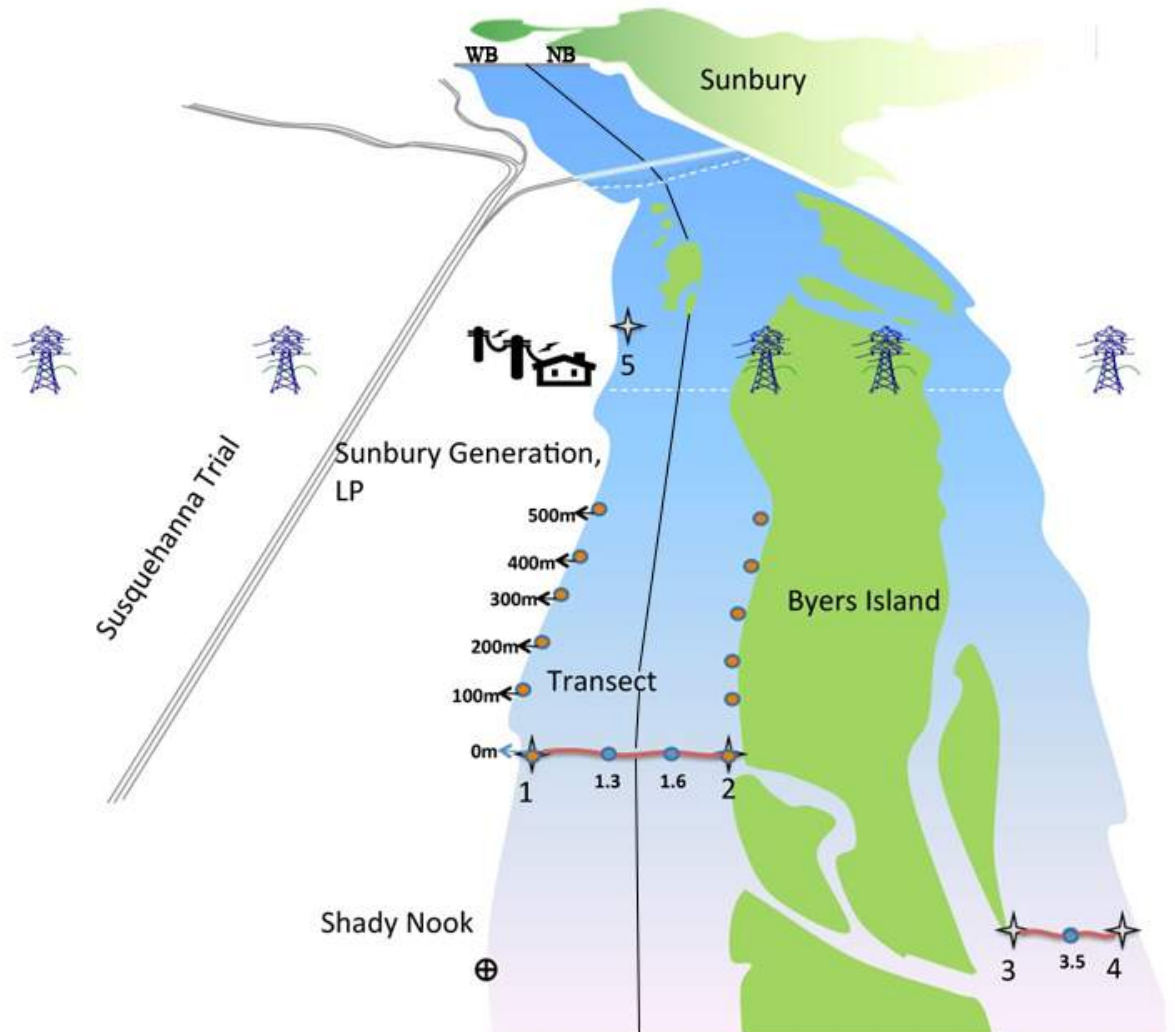 WB NB
Sunbury
5
Sunbury Generation,
LP
Susquehanna Trial
500m
400m
300m
Byers Island
200m
Transect
100m
0m
1 1.3 1.6 2
Shady Nook
3 3.5 4